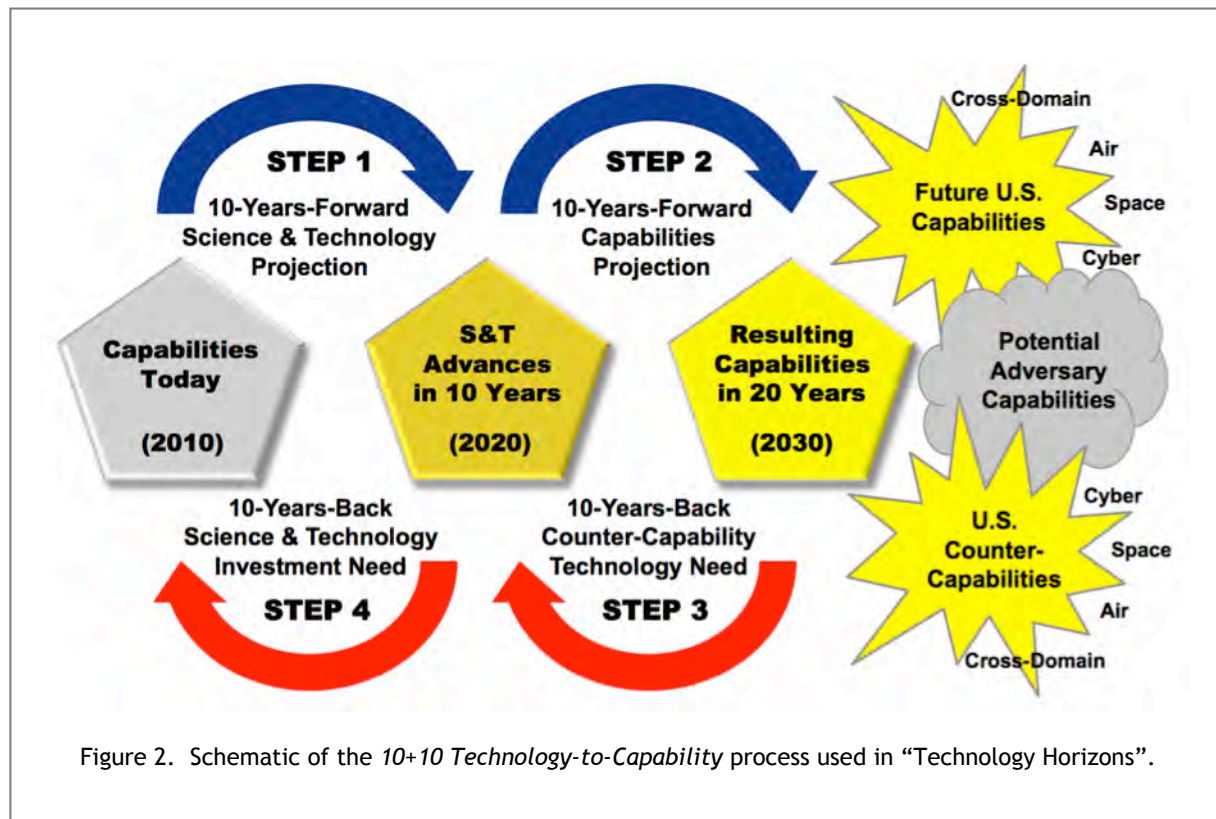 STEP 1
10-Years-Forward
Science & Technology
Projection
STEP 2
10-Years-Forward
Capabilities
Projection
Cross-Domain
Air
Space
Cyber
Future U.S.
Capabilities
Capabilities
Today
(2010)
S&T
Advances
in 10 Years
(2020)
Resulting
Capabilities
in 20 Years
(2030)
Potential
Adversary
Capabilities
10-Years-Back
Science & Technology
Investment Need
STEP 4
10-Years-Back
Counter-Capability
Technology Need
STEP 3
U.S.
Counter-
Capabilities
Cyber
Space
Air
Cross-Domain
Figure 2. Schematic of the 10+10 Technology-to-Capability process used in “Technology Horizons”.